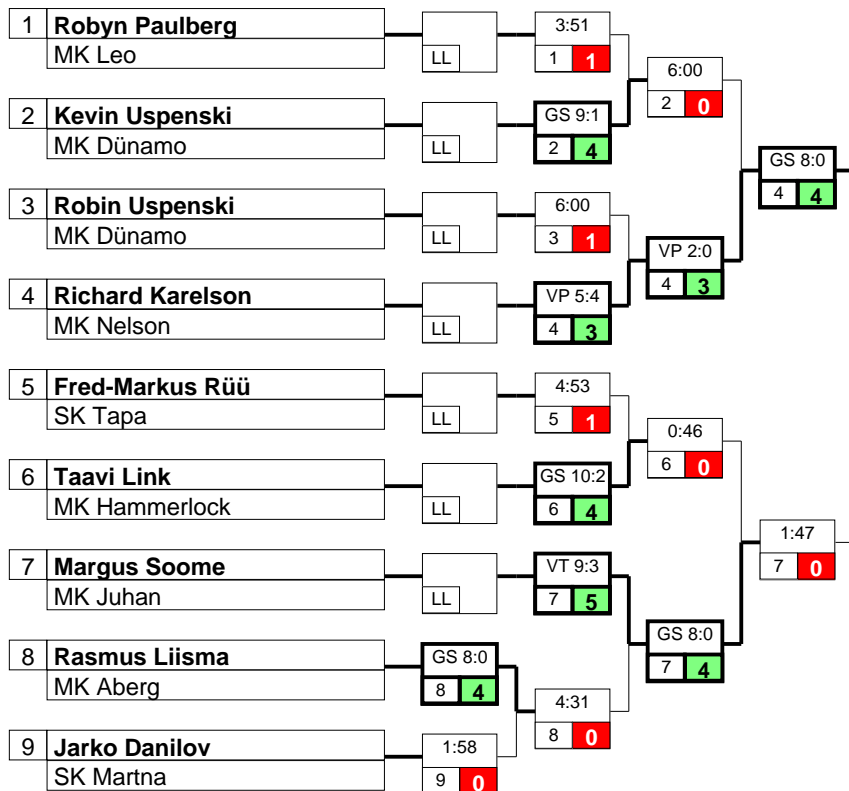 1 Robyn Paulberg
MK Leo
LL
3:51
1 1
6:00
2 0
2 Kevin Uspenski
MK Dünamo
LL
GS 9:1
2 4
GS 8:0
4 4
3 Robin Uspenski
MK Dünamo
LL
6:00
3 1
VP 2:0
4 3
4 Richard Karelson
MK Nelson
LL
VP 5:4
4 3
5 Fred-Markus Rüü
SK Tapa
LL
4:53
5 1
0:46
6 0
6 Taavi Link
MK Hammerlock
LL
GS 10:2
6 4
1:47
7 0
7 Margus Soome
MK Juhan
LL
VT 9:3
7 5
GS 8:0
7 4
8 Rasmus Liisma
MK Aberg
GS 8:0
8 4
4:31
8 0
9 Jarko Danilov
SK Martna
1:58
9 0